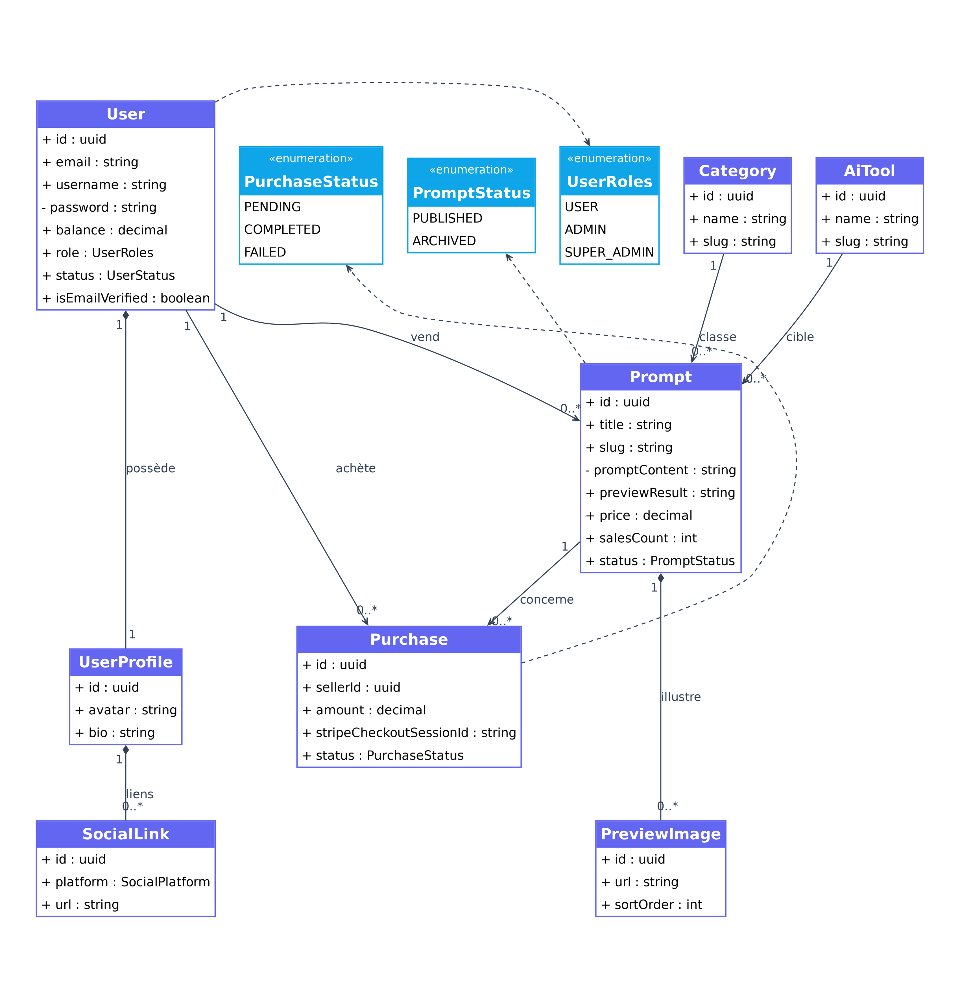 User
+ id : uuid
+ email : string
+ username : string
- password : string
+ balance : decimal
+ role : UserRoles
+ status : UserStatus
+ isEmailVerified : boolean
«enumeration»
PurchaseStatus
PENDING
COMPLETED
FAILED
«enumeration»
PromptStatus
PUBLISHED
ARCHIVED
«enumeration»
UserRoles
USER
ADMIN
SUPER_ADMIN
Category
+ id : uuid
+ name : string
+ slug : string
AiTool
+ id : uuid
+ name : string
+ slug : string
1
1
1
1
1
vend
classe
cible
0..*
0..*
0..*
Prompt
+ id : uuid
+ title : string
+ slug : string
- promptContent : string
+ previewResult : string
+ price : decimal
+ salesCount : int
+ status : PromptStatus
possède
achète
1
1
concerne
0..*
0..*
1
Purchase
+ id : uuid
+ sellerId : uuid
+ amount : decimal
+ stripeCheckoutSessionId : string
+ status : PurchaseStatus
UserProfile
+ id : uuid
+ avatar : string
+ bio : string
illustre
1
liens
0..*
0..*
SocialLink
+ id : uuid
+ platform : SocialPlatform
+ url : string
PreviewImage
+ id : uuid
+ url : string
+ sortOrder : int